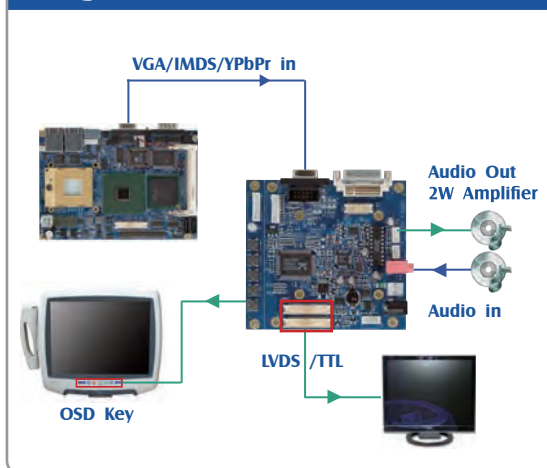 VGA/IMDS/YPbPr in
Audio Out
2W Amplifier
Audio in
LVDS /TTL
OSD Key